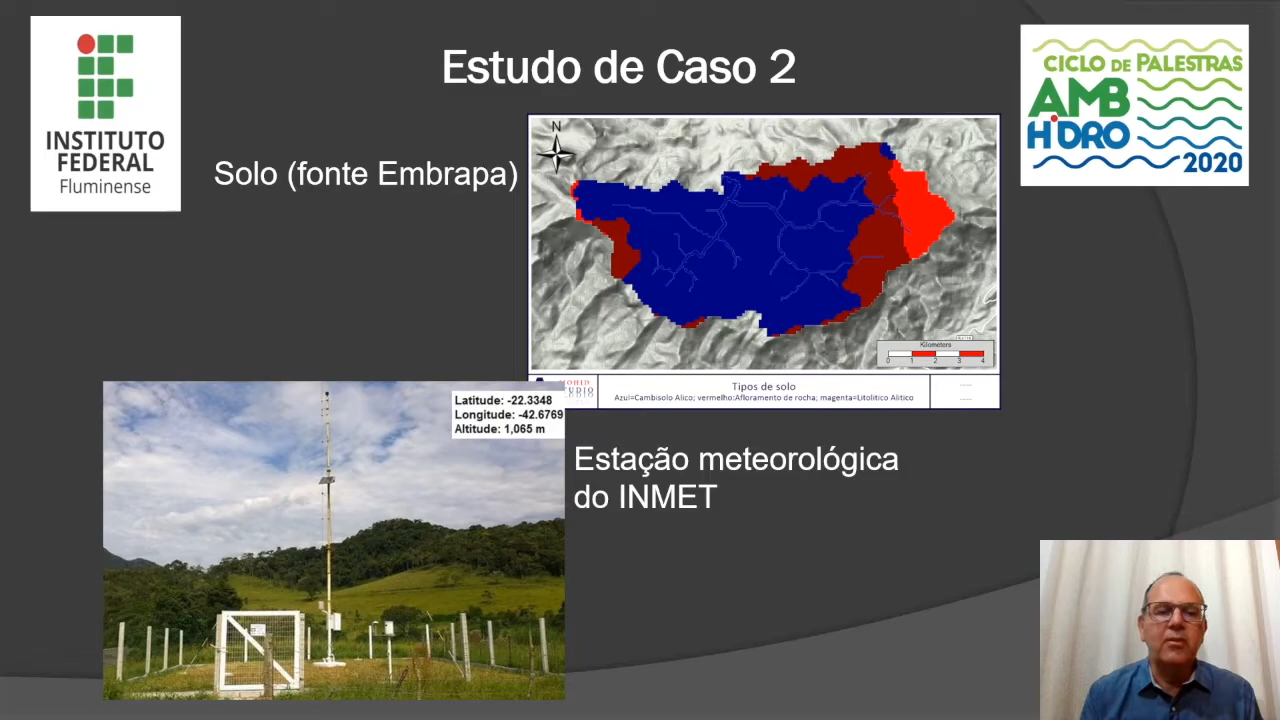 INSTITUTO
FEDERAL
Fluminense
Estudo de Caso 2
CICLO DE PALESTRAS
AMB
HIDRO
2020
Solo (fonte Embrapa)
N
Kilometers
0 1 2 3 4
Tipos de solo
Azul=Cambisolo Alico; vermelho:Afloramento de rocha; magenta=Litolitico Alitico
Latitude: -22.3348
Longitude: -42.6769
Altitude: 1,065 m
Estação meteorológica
do INMET